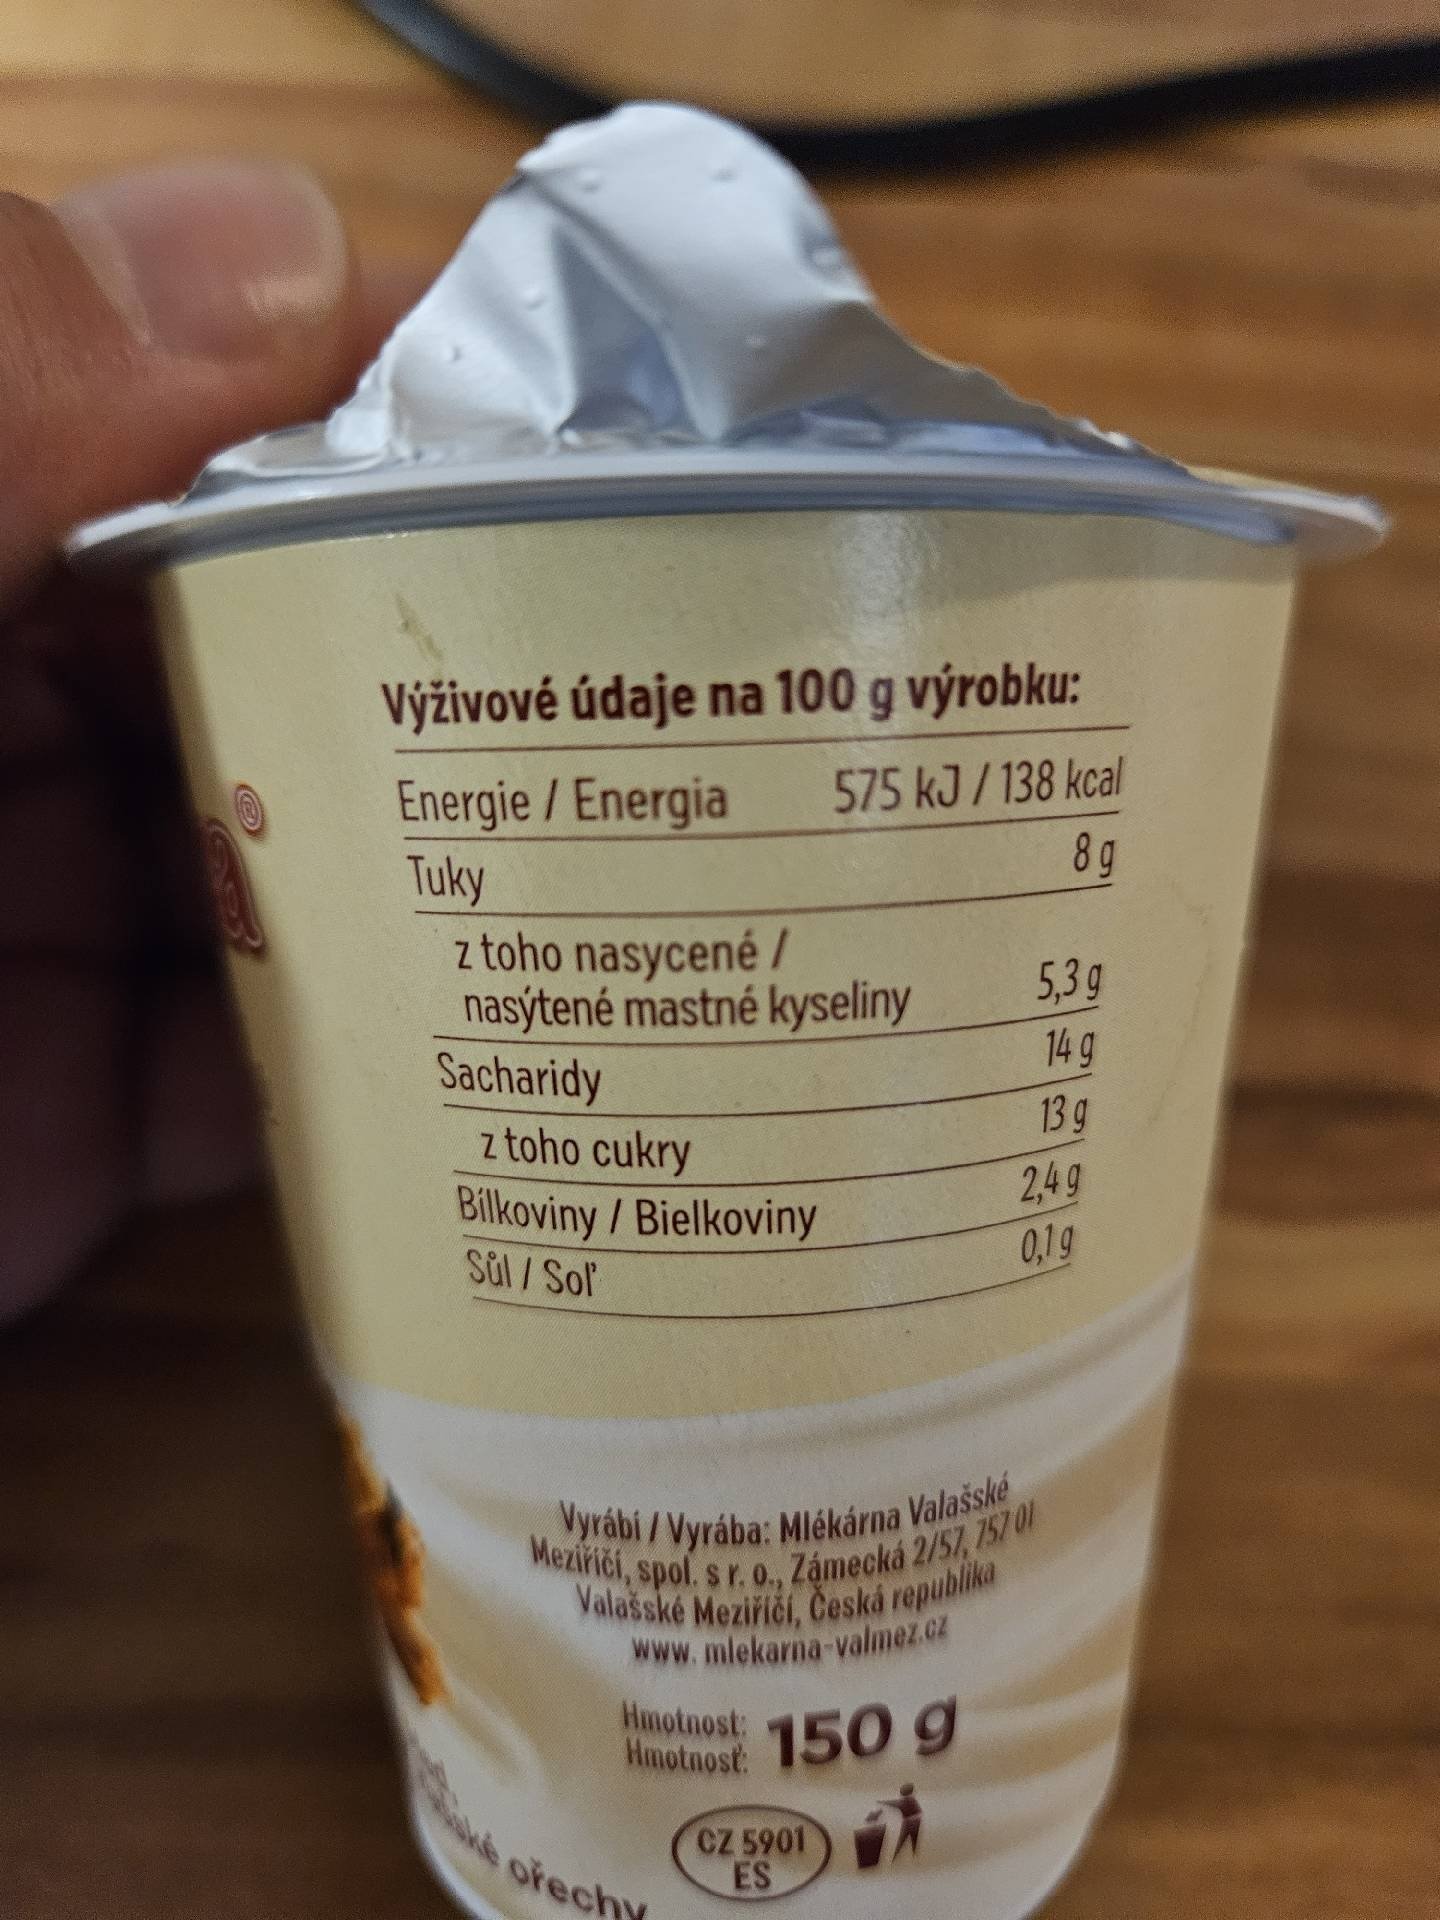 Výživové údaje na 100 g výrobku:
Energie / Energia 575 kJ / 138 kcal
Tuky 8 g
z toho nasycené /
nasýtené mastné kyseliny 5,3 g
Sacharidy 14 g
z toho cukry 13 g
Bílkoviny / Bielkoviny 2,4 g
Sůl / Soľ 0,1 g
Vyrábí / Vyrába: Mlékárna Valašské
Meziříčí, spol. s r. o., Zámecká 2/57, 757 01
Valašské Meziříčí, Česká republika
www. mlekarna-valmez.cz
Hmotnost:
Hmotnosť: 150 g
CZ 5901
ES
ořechy
a®